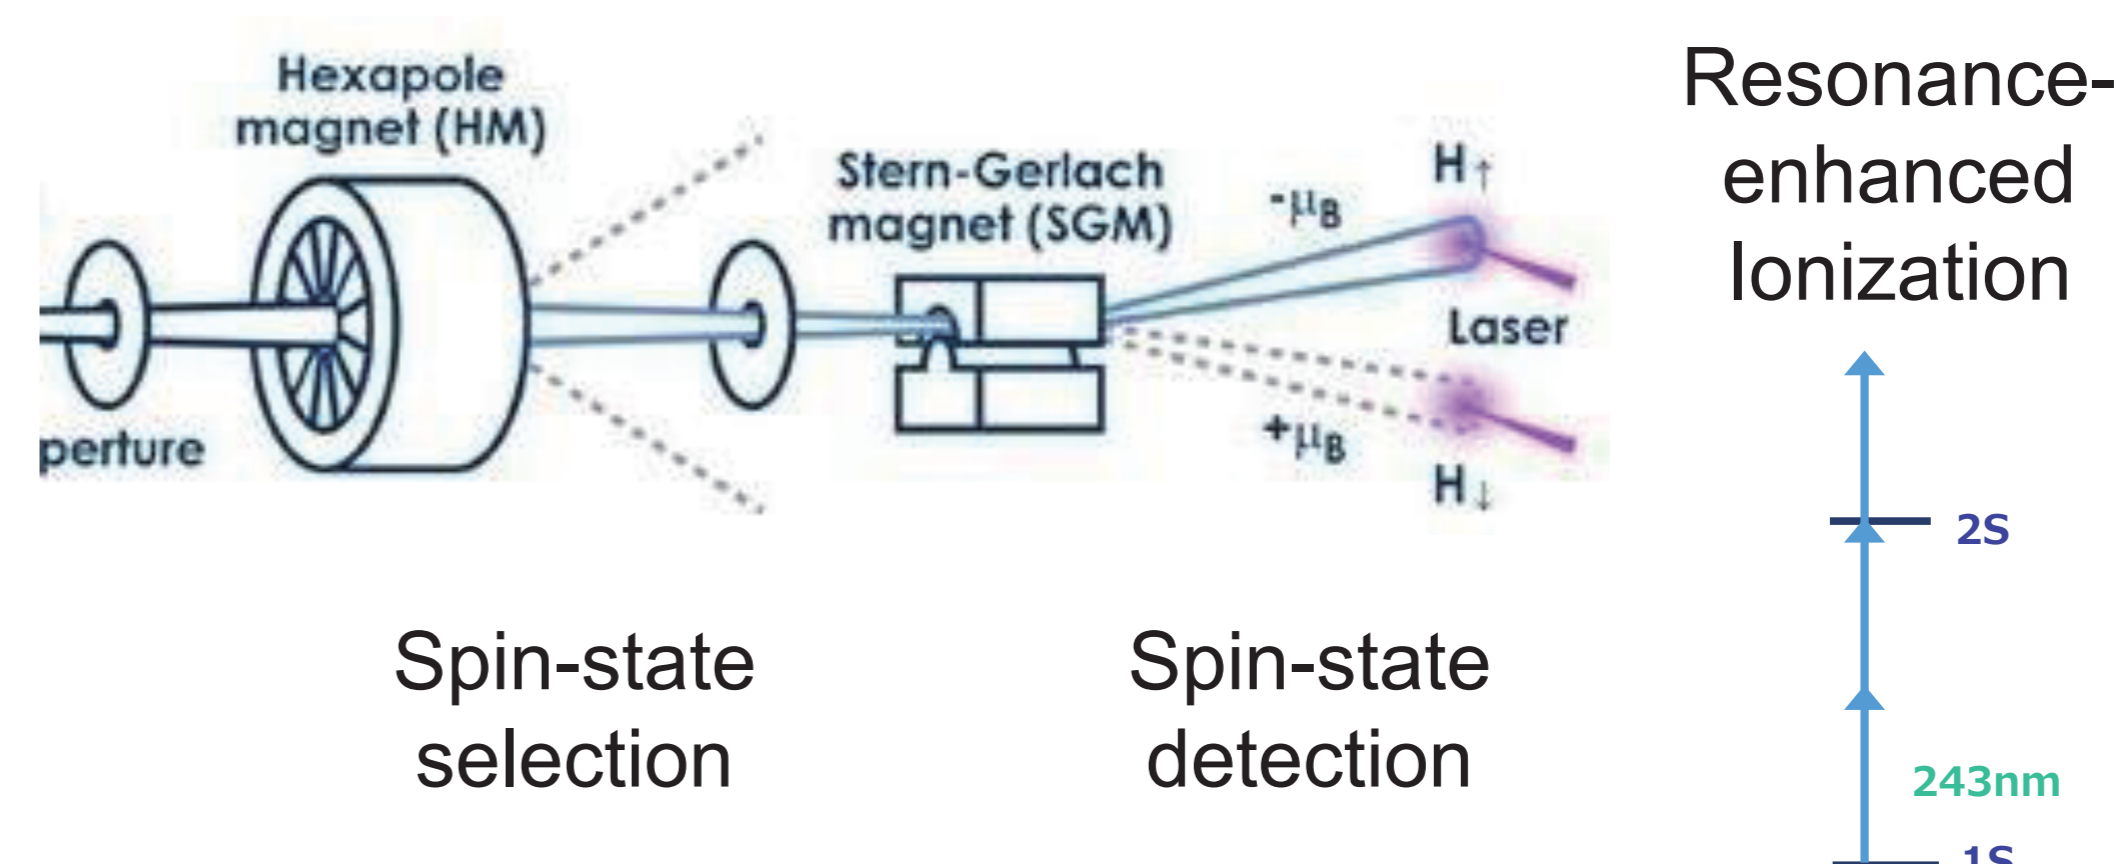 Hexapole
magnet (HM)
perture
Stern-Gerlach
magnet (SGM)
-μB
+μB
H↑
Laser
H↓
Spin-state
selection
Spin-state
detection
Resonance-
enhanced
Ionization
2S
243nm
1S